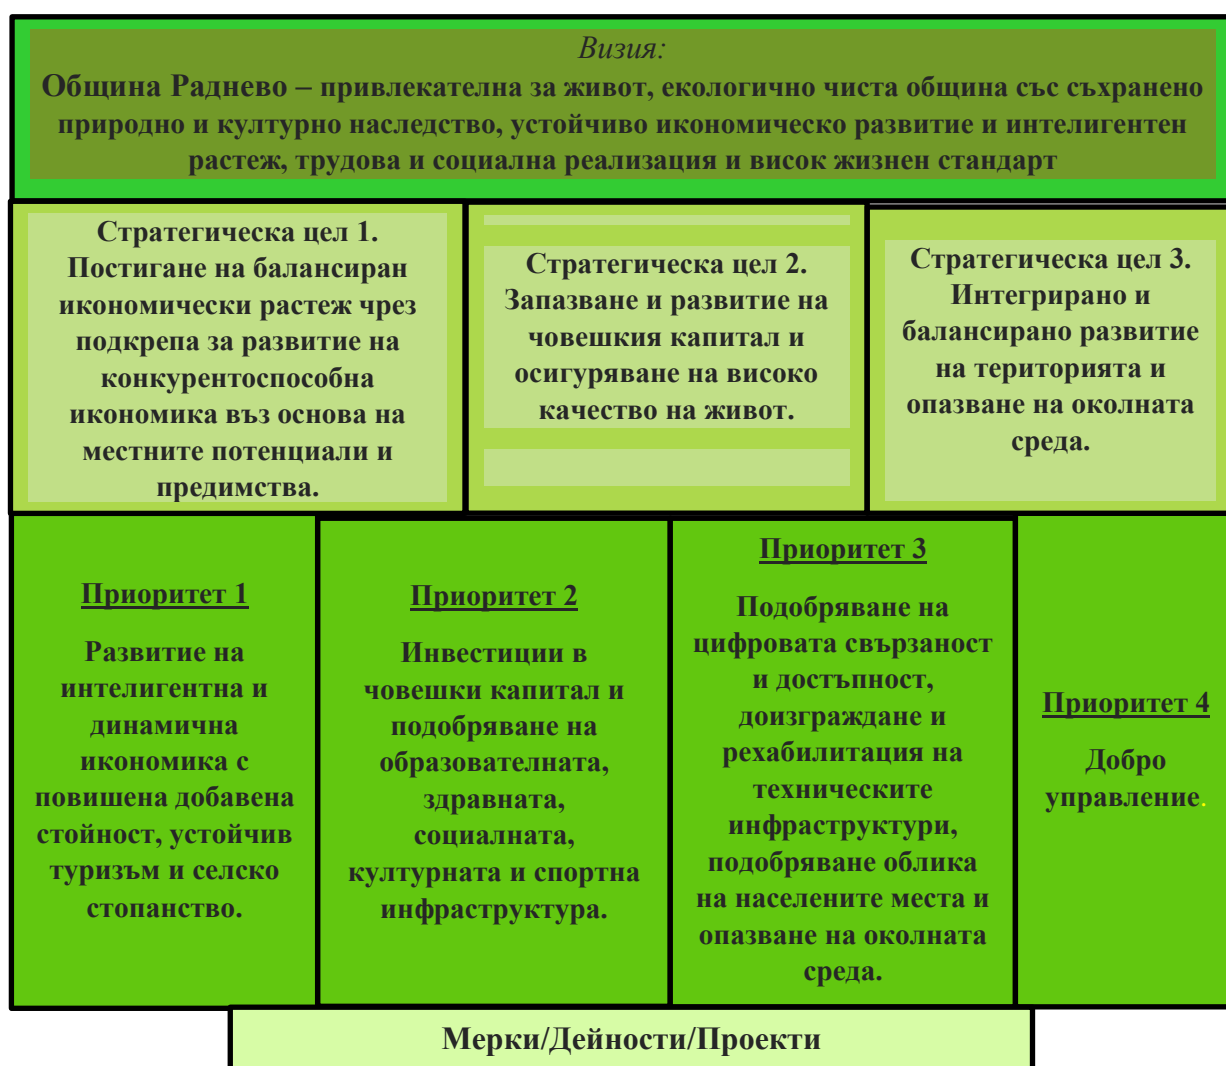 Визия:
Община Раднево – привлекателна за живот, екологично чиста община със съхранено
природно и културно наследство, устойчиво икономическо развитие и интелигентен
растеж, трудова и социална реализация и висок жизнен стандарт
Стратегическа цел 1.
Постигане на балансиран
икономически растеж чрез
подкрепа за развитие на
конкурентоспособна
икономика въз основа на
местните потенциали и
предимства.
Стратегическа цел 2.
Запазване и развитие на
човешкия капитал и
осигуряване на високо
качество на живот.
Стратегическа цел 3.
Интегрирано и
балансирано развитие
на територията и
опазване на околната
среда.
Приоритет 1
Развитие на
интелигентна и
динамична
икономика с
повишена добавена
стойност, устойчив
туризъм и селско
стопанство.
Приоритет 2
Инвестиции в
човешки капитал и
подобряване на
образователната,
здравната,
социалната,
културната и спортна
инфраструктура.
Приоритет 3
Подобряване на
цифровата свързаност
и достъпност,
доизграждане и
рехабилитация на
техническите
инфраструктури,
подобряване облика
на населените места и
опазване на околната
среда.
Приоритет 4
Добро
управление.
Мерки/Дейности/Проекти